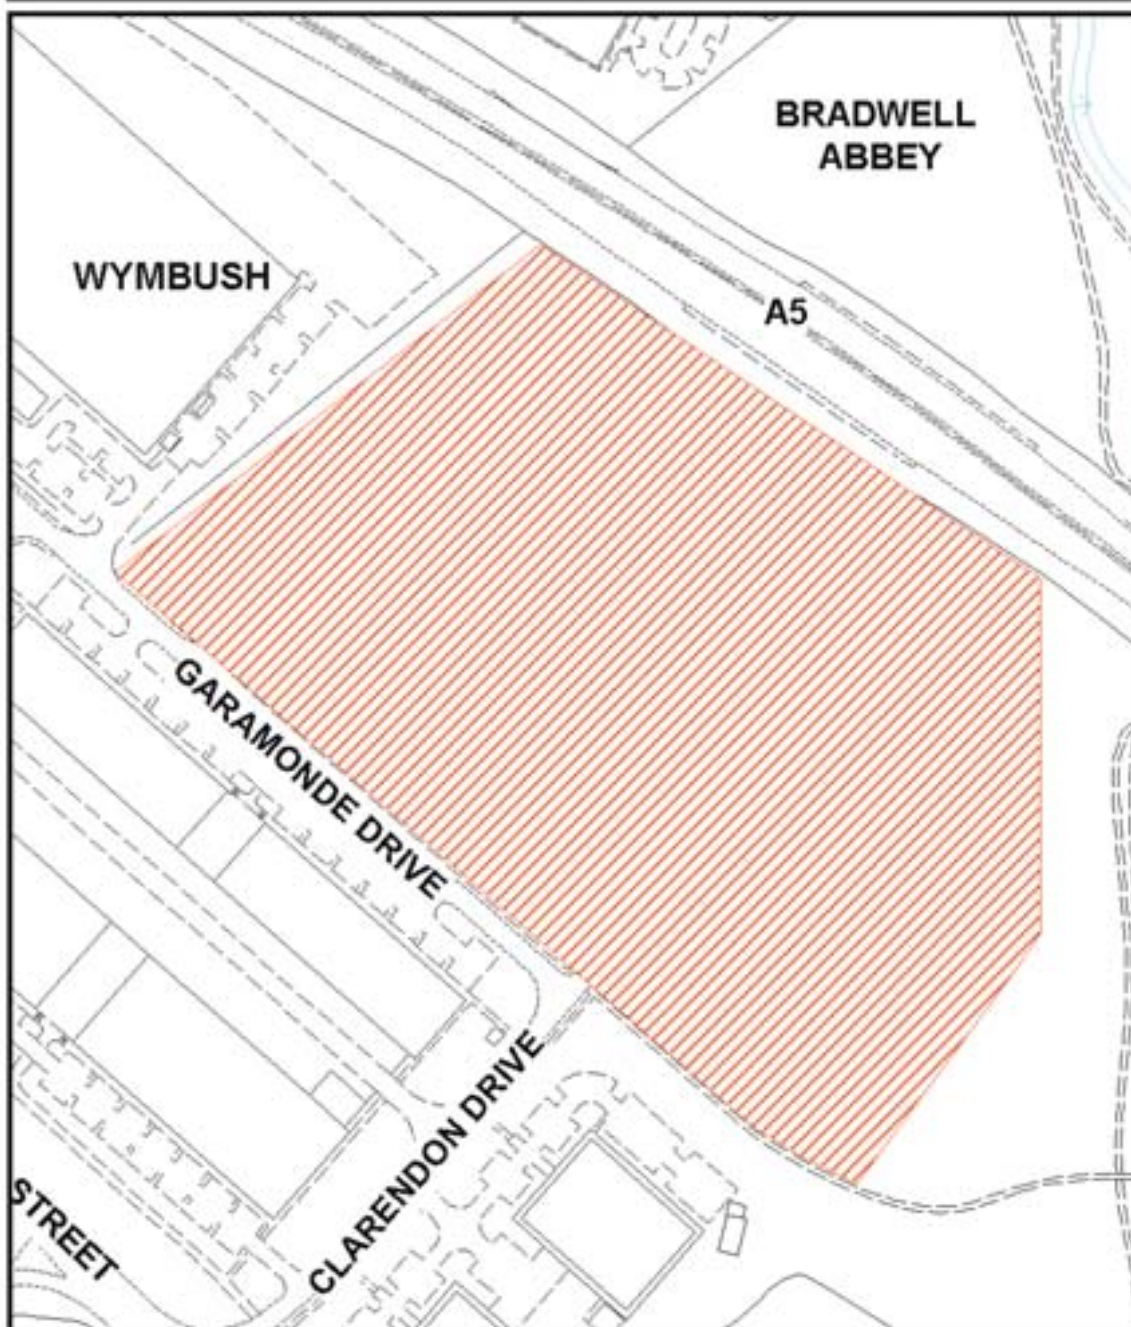 BRADWELL
ABBEY
WYMBUSH
A5
GARAMONDE DRIVE
CLARENDON DRIVE
STREET